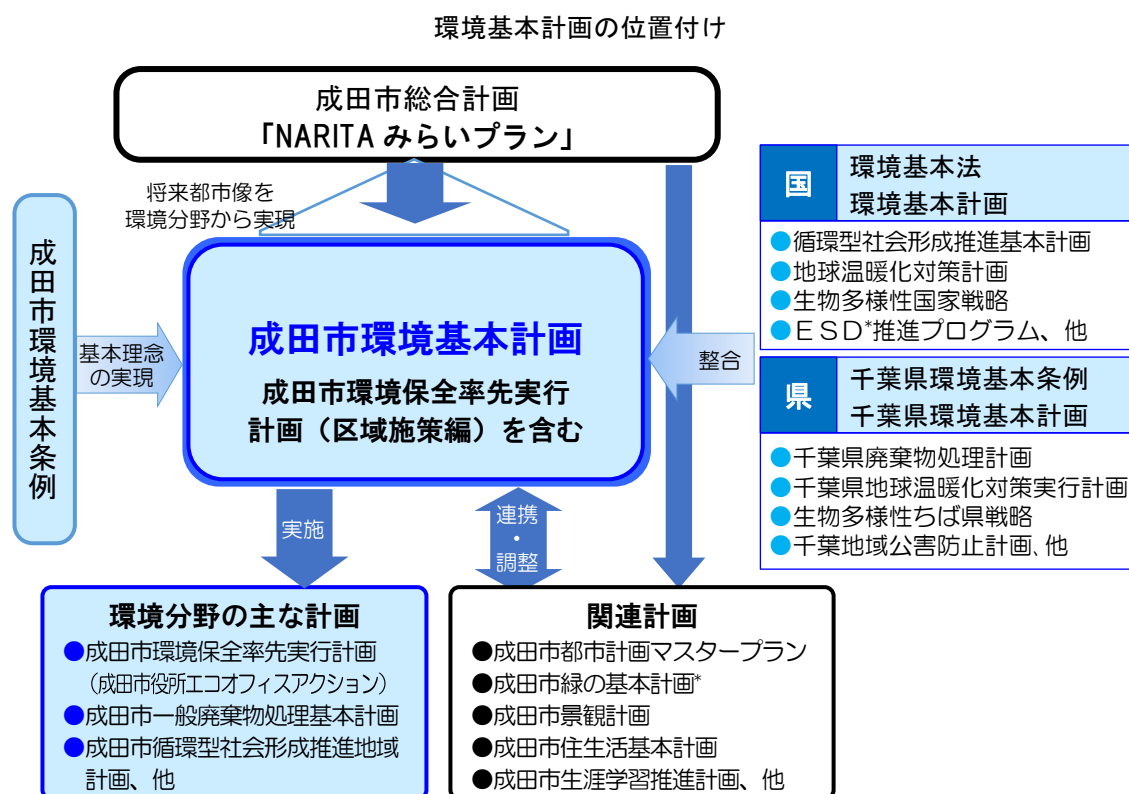 環境基本計画の位置付け
成田市総合計画
「NARITA みらいプラン」
将来都市像を
環境分野から実現
成田市環境基本条例
基本理念
の実現
成田市環境基本計画
成田市環境保全率先実行
計画（区域施策編）を含む
整合
国
環境基本法
環境基本計画
●循環型社会形成推進基本計画
●地球温暖化対策計画
●生物多様性国家戦略
●ＥＳＤ*推進プログラム、他
県
千葉県環境基本条例
千葉県環境基本計画
●千葉県廃棄物処理計画
●千葉県地球温暖化対策実行計画
●生物多様性ちば県戦略
●千葉地域公害防止計画、他
実施
連携
・
調整
環境分野の主な計画
●成田市環境保全率先実行計画
（成田市役所エコオフィスアクション）
●成田市一般廃棄物処理基本計画
●成田市循環型社会形成推進地域
計画、他
関連計画
●成田市都市計画マスタープラン
●成田市緑の基本計画*
●成田市景観計画
●成田市住生活基本計画
●成田市生涯学習推進計画、他